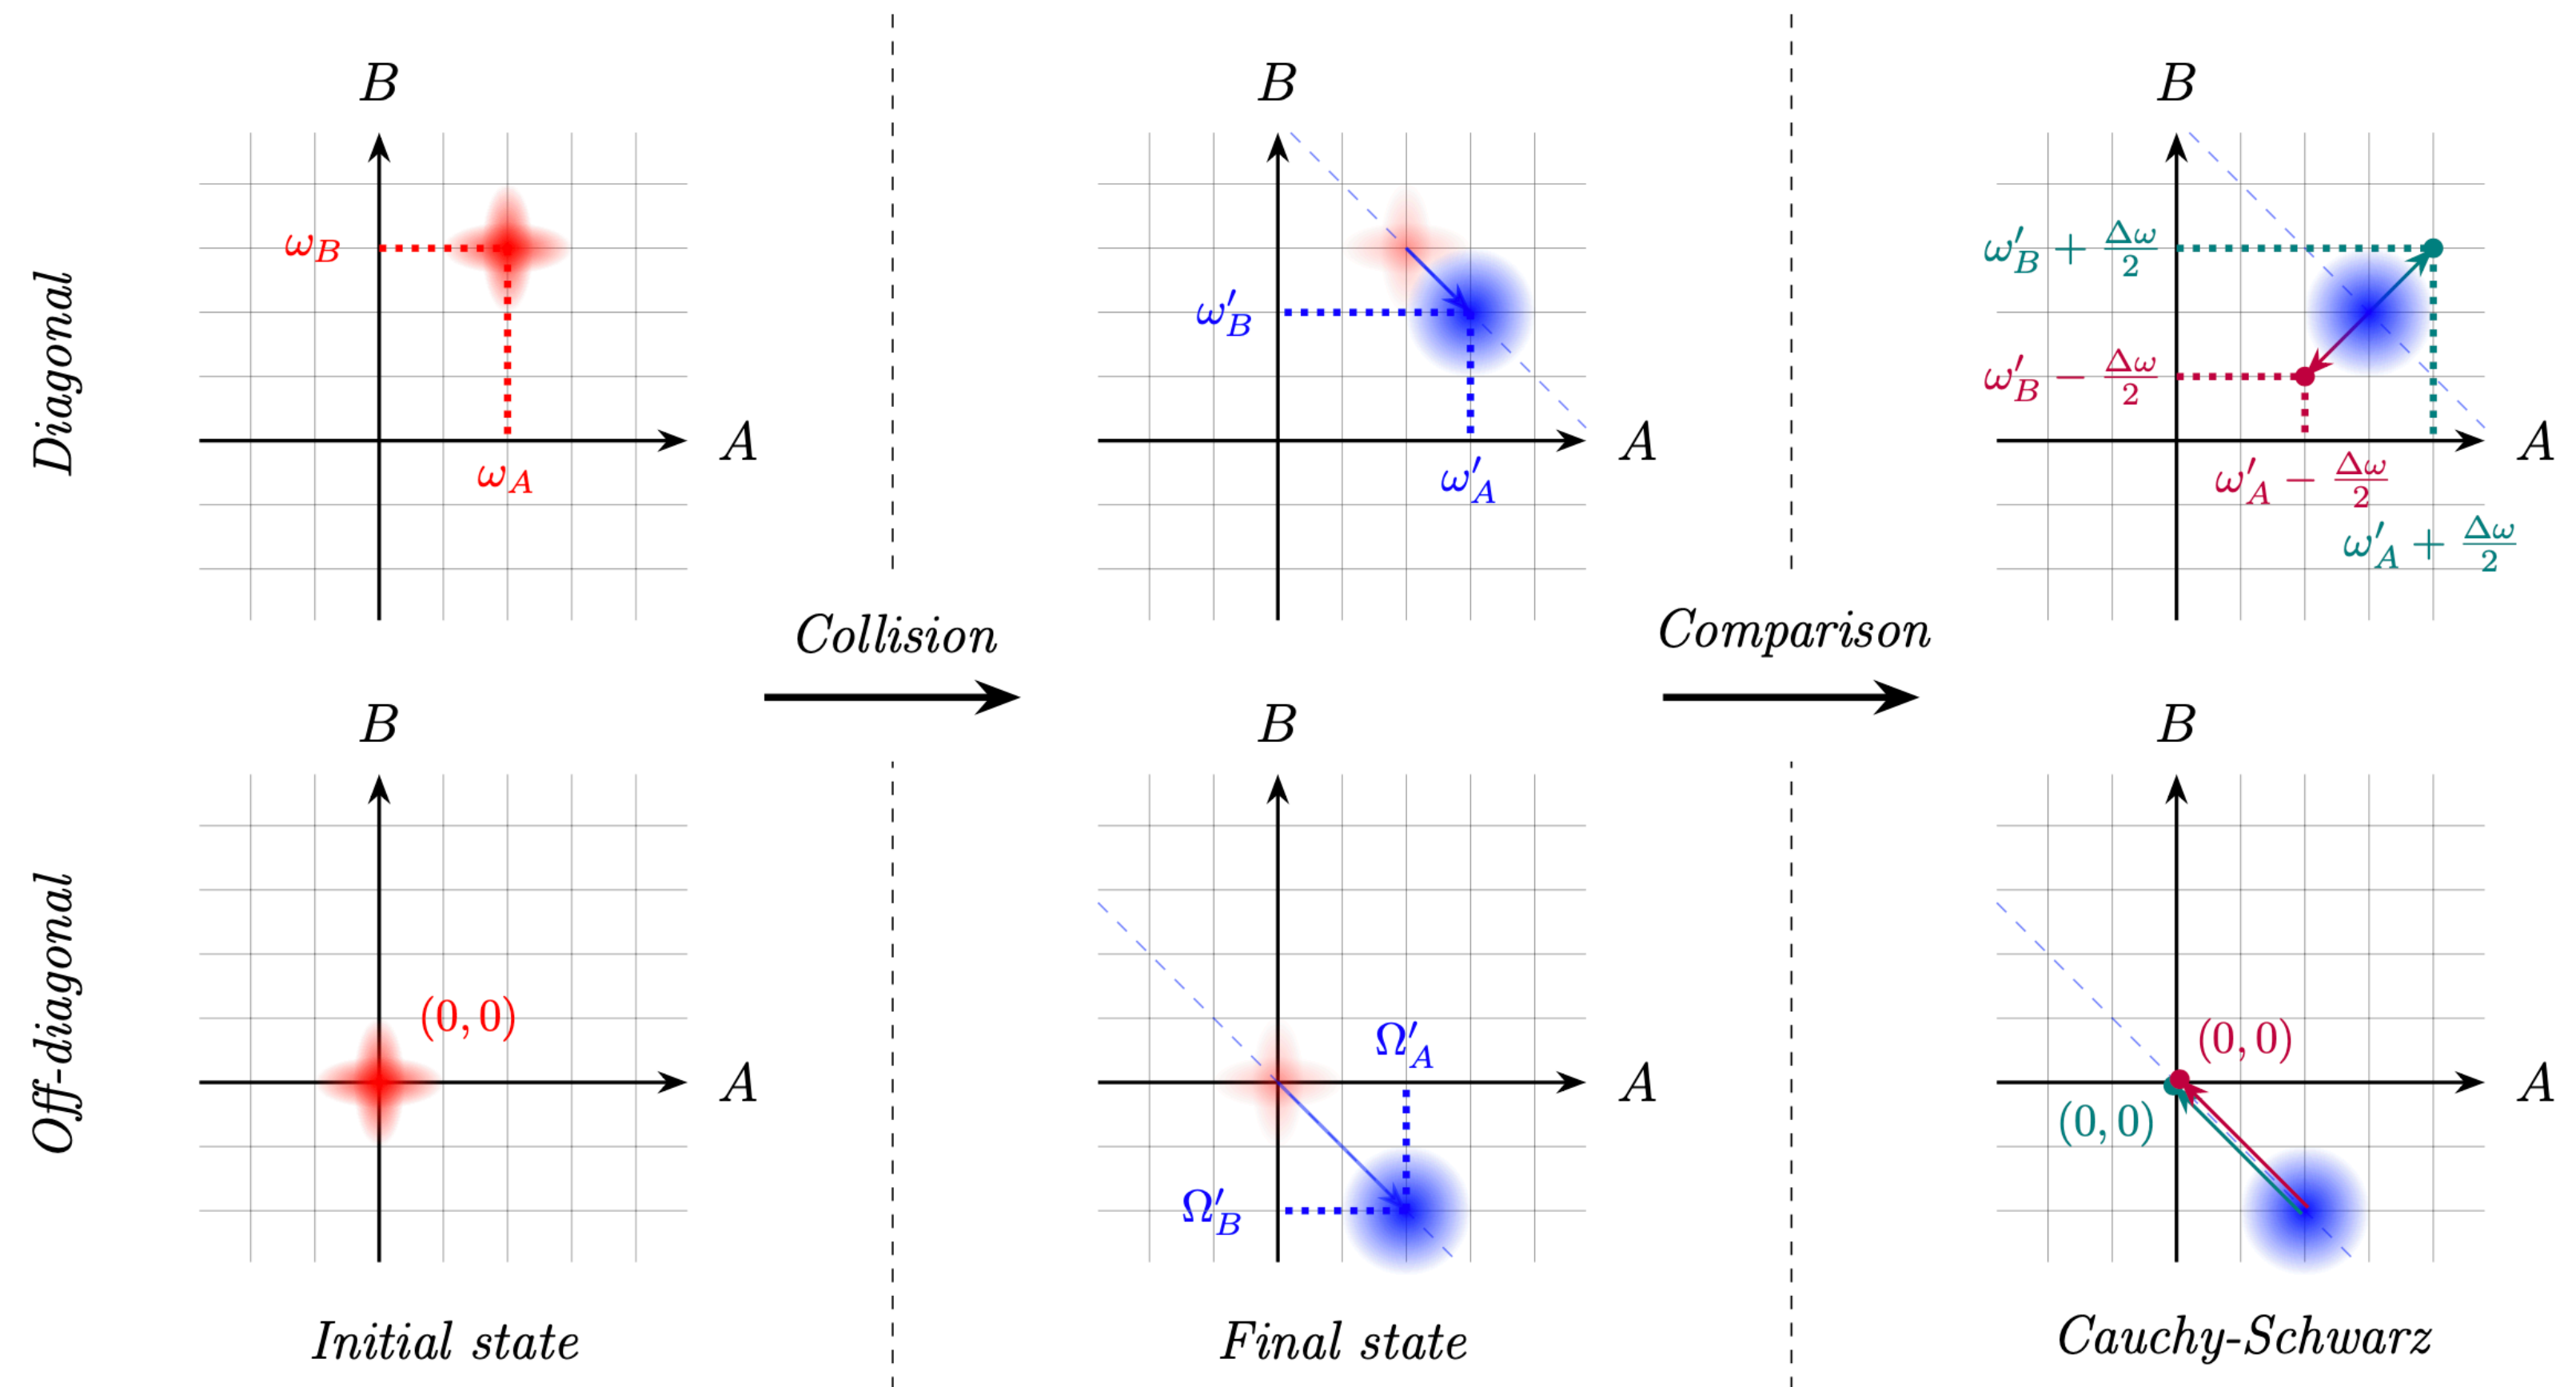 Diagonal
B
ω_B
ω_A
A
B
ω′_B
ω′_A
A
B
ω′_B + Δω/2
ω′_B − Δω/2
A
ω′_A − Δω/2
ω′_A + Δω/2
Collision
Comparison
Off-diagonal
B
(0, 0)
A
B
Ω′_A
A
Ω′_B
B
(0, 0)
A
(0, 0)
Initial state
Final state
Cauchy-Schwarz